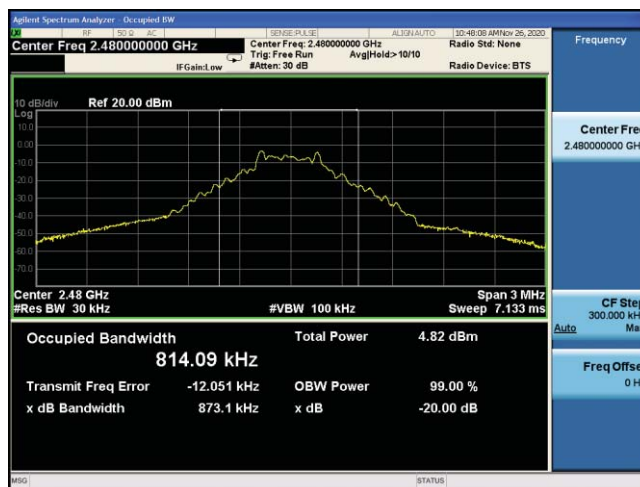 Agilent Spectrum Analyzer - Occupied BW
RF 50 Ω AC SENSE:PULSE ALIGN AUTO 10:48:08 AM Nov 26, 2020
Center Freq 2.480000000 GHz
Center Freq: 2.480000000 GHz
Radio Std: None
Trig: Free Run Avg|Hold:>10/10
IFGain:Low
#Atten: 30 dB
Radio Device: BTS
Frequency
10 dB/div Ref 20.00 dBm
Log
10.0
0.00
-10.0
-20.0
-30.0
-40.0
-50.0
-60.0
-70.0
Center Fre
2.480000000 GH
Center 2.48 GHz Span 3 MHz
#Res BW 30 kHz #VBW 100 kHz Sweep 7.133 ms
CF Step
300.000 kH
Auto Ma
Occupied Bandwidth Total Power 4.82 dBm
814.09 kHz
Transmit Freq Error -12.051 kHz OBW Power 99.00 %
x dB Bandwidth 873.1 kHz x dB -20.00 dB
Freq Offse
0 H
MSG STATUS